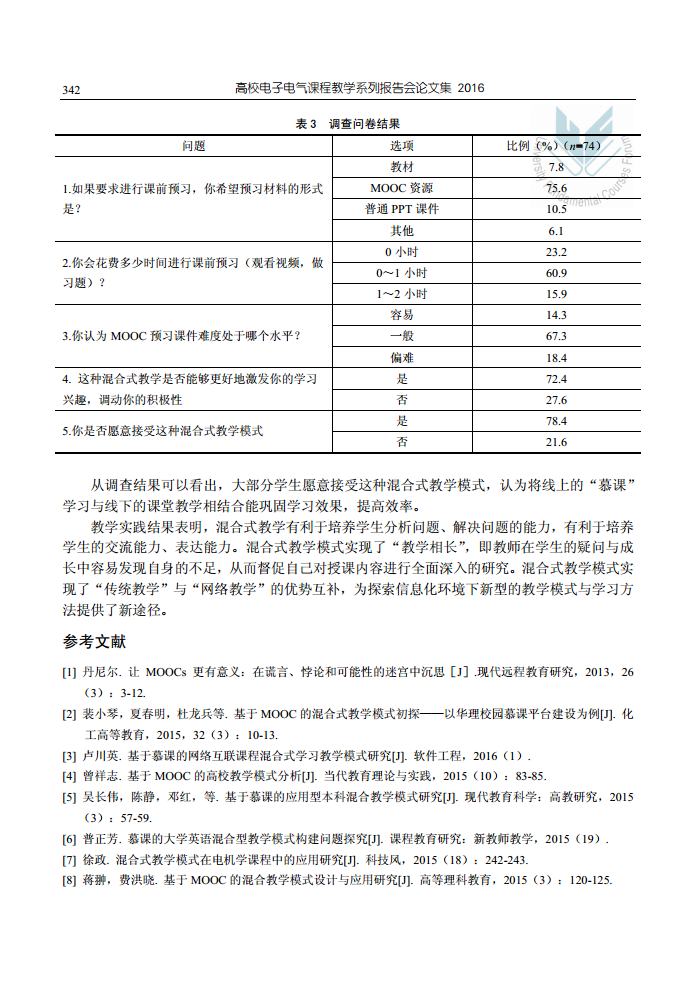 342
高校电子电气课程教学系列报告会论文集 2016
表 3 调查问卷结果
问题 选项 比例（%）（n=74）
1.如果要求进行课前预习，你希望预习材料的形式
是？
教材 7.8
MOOC 资源 75.6
普通 PPT 课件 10.5
其他 6.1
2.你会花费多少时间进行课前预习（观看视频，做
习题）？
0 小时 23.2
0～1 小时 60.9
1～2 小时 15.9
3.你认为 MOOC 预习课件难度处于哪个水平？
容易 14.3
一般 67.3
偏难 18.4
4. 这种混合式教学是否能够更好地激发你的学习
兴趣，调动你的积极性
是 72.4
否 27.6
5.你是否愿意接受这种混合式教学模式
是 78.4
否 21.6
从调查结果可以看出，大部分学生愿意接受这种混合式教学模式，认为将线上的“慕课”
学习与线下的课堂教学相结合能巩固学习效果，提高效率。
教学实践结果表明，混合式教学有利于培养学生分析问题、解决问题的能力，有利于培养
学生的交流能力、表达能力。混合式教学模式实现了“教学相长”，即教师在学生的疑问与成
长中容易发现自身的不足，从而督促自己对授课内容进行全面深入的研究。混合式教学模式实
现了“传统教学”与“网络教学”的优势互补，为探索信息化环境下新型的教学模式与学习方
法提供了新途径。
参考文献
[1] 丹尼尔. 让 MOOCs 更有意义：在谎言、悖论和可能性的迷宫中沉思［J］.现代远程教育研究，2013，26
（3）：3-12.
[2] 裴小琴，夏春明，杜龙兵等. 基于 MOOC 的混合式教学模式初探——以华理校园慕课平台建设为例[J]. 化
工高等教育，2015，32（3）：10-13.
[3] 卢川英. 基于慕课的网络互联课程混合式学习教学模式研究[J]. 软件工程，2016（1）.
[4] 曾祥志. 基于 MOOC 的高校教学模式分析[J]. 当代教育理论与实践，2015（10）：83-85.
[5] 吴长伟，陈静，邓红，等. 基于慕课的应用型本科混合教学模式研究[J]. 现代教育科学：高教研究，2015
（3）：57-59.
[6] 普正芳. 慕课的大学英语混合型教学模式构建问题探究[J]. 课程教育研究：新教师教学，2015（19）.
[7] 徐政. 混合式教学模式在电机学课程中的应用研究[J]. 科技风，2015（18）：242-243.
[8] 蒋翀，费洪晓. 基于 MOOC 的混合教学模式设计与应用研究[J]. 高等理科教育，2015（3）：120-125.